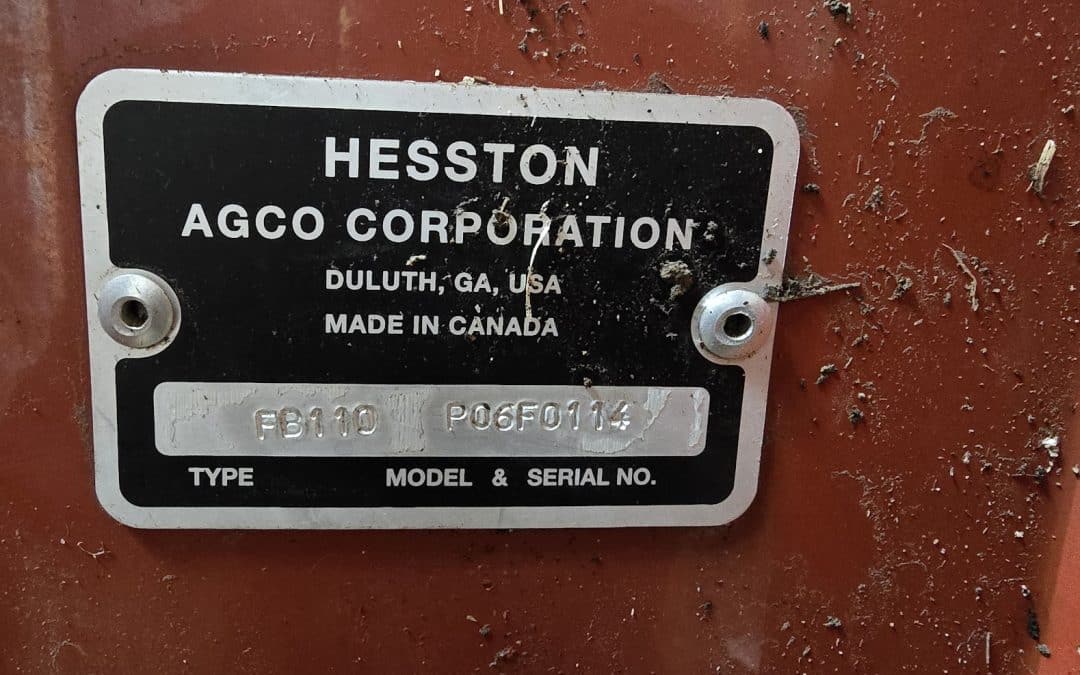 HESSTON
AGCO CORPORATION
DULUTH, GA, USA
MADE IN CANADA
FB110 P06F0114
TYPE MODEL & SERIAL NO.